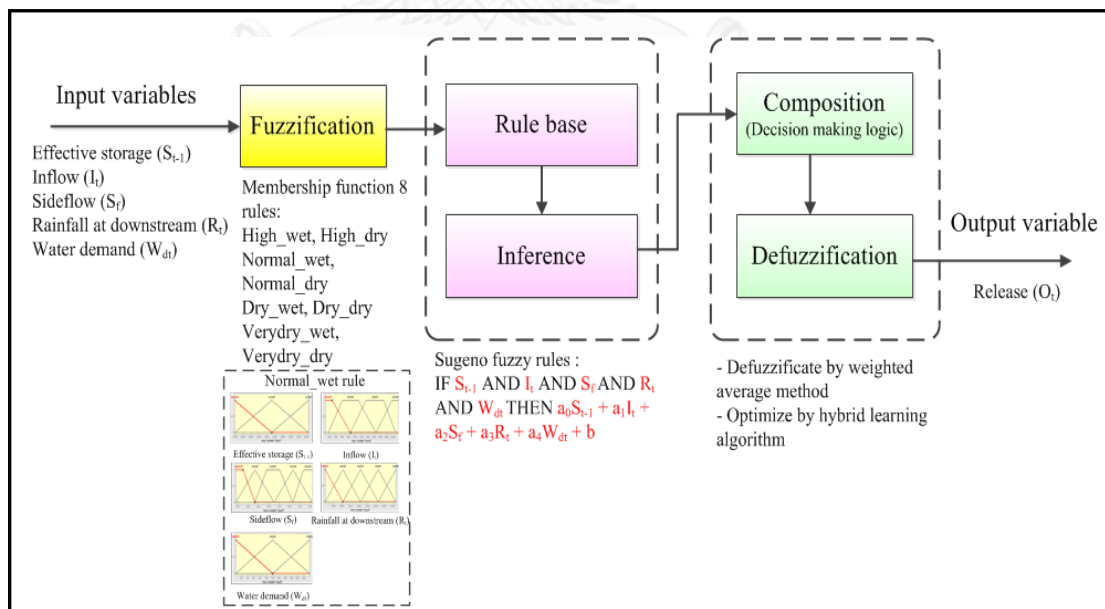 Input variables
Effective storage (St-1)
Inflow (It)
Sideflow (Sf)
Rainfall at downstream (Rt)
Water demand (Wdt)
Fuzzification
Membership function 8
rules:
High_wet, High_dry
Normal_wet,
Normal_dry
Dry_wet, Dry_dry
Verydry_wet,
Verydry_dry
Normal_wet rule
Effective storage (St-1)
Inflow (It)
Sideflow (Sf)
Rainfall at downstream (Rt)
Water demand (Wdt)
Rule base
Inference
Sugeno fuzzy rules :
IF St-1 AND It AND Sf AND Rt
AND Wdt THEN a0St-1 + a1It +
a2Sf + a3Rt + a4Wdt + b
Composition
(Decision making logic)
Defuzzification
- Defuzzificate by weighted
average method
- Optimize by hybrid learning
algorithm
Output variable
Release (Ot)